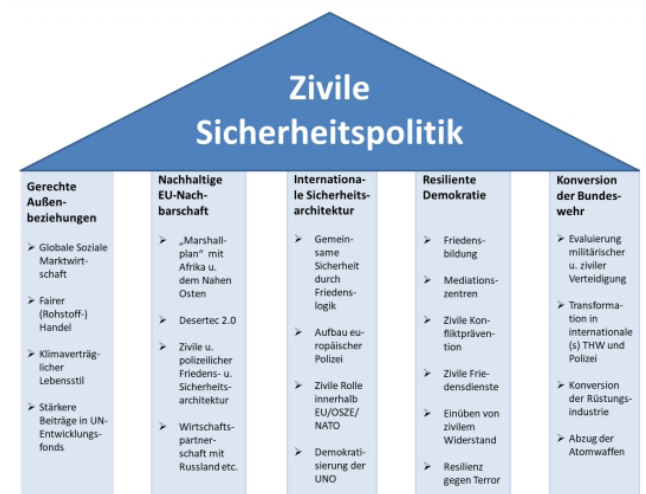 Zivile
Sicherheitspolitik
Gerechte
Außen-
beziehungen
➢ Globale Soziale
Marktwirt-
schaft
➢ Fairer
(Rohstoff-)
Handel
➢ Klimaverträg-
licher
Lebensstil
➢ Stärkere
Beiträge in UN-
Entwicklungs-
fonds
Nachhaltige
EU-Nach-
barschaft
➢ „Marshall-
plan“ mit
Afrika u.
dem Nahen
Osten
➢ Desertec 2.0
➢ Zivile u.
polizeilicher
Friedens- u.
Sicherheits-
architektur
➢ Wirtschafts-
partner-
schaft mit
Russland etc.
Internationa-
le Sicherheits-
architektur
➢ Gemein-
same
Sicherheit
durch
Friedens-
logik
➢ Aufbau eu-
ropäischer
Polizei
➢ Zivile Rolle
innerhalb
EU/OSZE/
NATO
➢ Demokrati-
sierung der
UNO
Resiliente
Demokratie
➢ Friedens-
bildung
➢ Mediations-
zentren
➢ Zivile Kon-
fliktpräven-
tion
➢ Zivile Frie-
densdienste
➢ Einüben von
zivilem
Widerstand
➢ Resilienz
gegen Terror
Konversion
der Bundes-
wehr
➢ Evaluierung
militärischer
u. ziviler
Verteidigung
➢ Transforma-
tion in
internationale
(s) THW und
Polizei
➢ Konversion
der Rüstungs-
industrie
➢ Abzug der
Atomwaffen